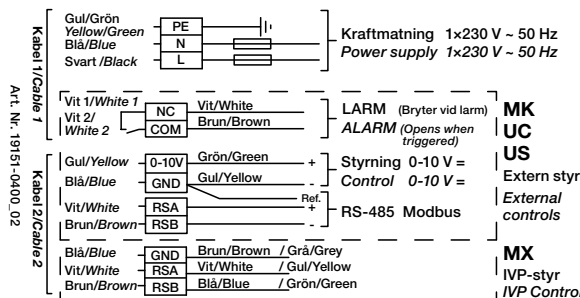 Art. Nr. 19151-0400_02
Kabel 1/Cable 1
Gul/Grön
Yellow/Green
PE
Blå/Blue
N
Svart /Black
L
Kraftmatning 1×230 V ~ 50 Hz
Power supply 1×230 V ~ 50 Hz
Vit 1/White 1
NC
Vit/White
Vit 2/
White 2
COM
Brun/Brown
LARM (Bryter vid larm)
ALARM (Opens when
triggered)
MK
UC
US
Extern styr
External
controls
Kabel 2/Cable 2
Gul/Yellow
0-10V
Grön/Green
+
Styrning 0-10 V =
Blå/Blue
GND
Gul/Yellow
-
Control 0-10 V =
Ref.
Vit/White
RSA
+
RS-485 Modbus
Brun/Brown
RSB
-
Blå/Blue
GND
Brun/Brown / Grå/Grey
Vit/White
RSA
Vit/White / Gul/Yellow
Brun/Brown
RSB
Blå/Blue / Grön/Green
MX
IVP-styr
IVP Control